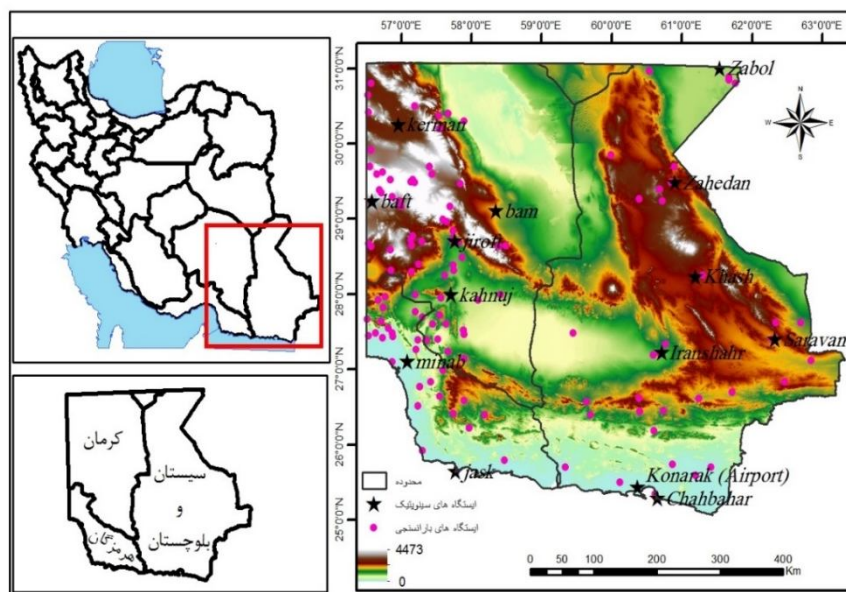 57°0'0"E 59°0'0"E 60°0'0"E 61°0'0"E 62°0'0"E 63°0'0"E
31°0'0"N
30°0'0"N
29°0'0"N
28°0'0"N
27°0'0"N
26°0'0"N
25°0'0"N
N
W E
S
Zabol
kerman
Zahedan
baft
bam
jiroft
Khash
kahnuj
Saravan
Iranshahr
minab
jask
Konarak (Airport)
Chahbahar
محدوده
ایستگاه های سینوپتیک
ایستگاه های بارانسنجی
4473
0
0 50 100 200 300 400
Km
کرمان
سیستان
و
بلوچستان
هرمزگان